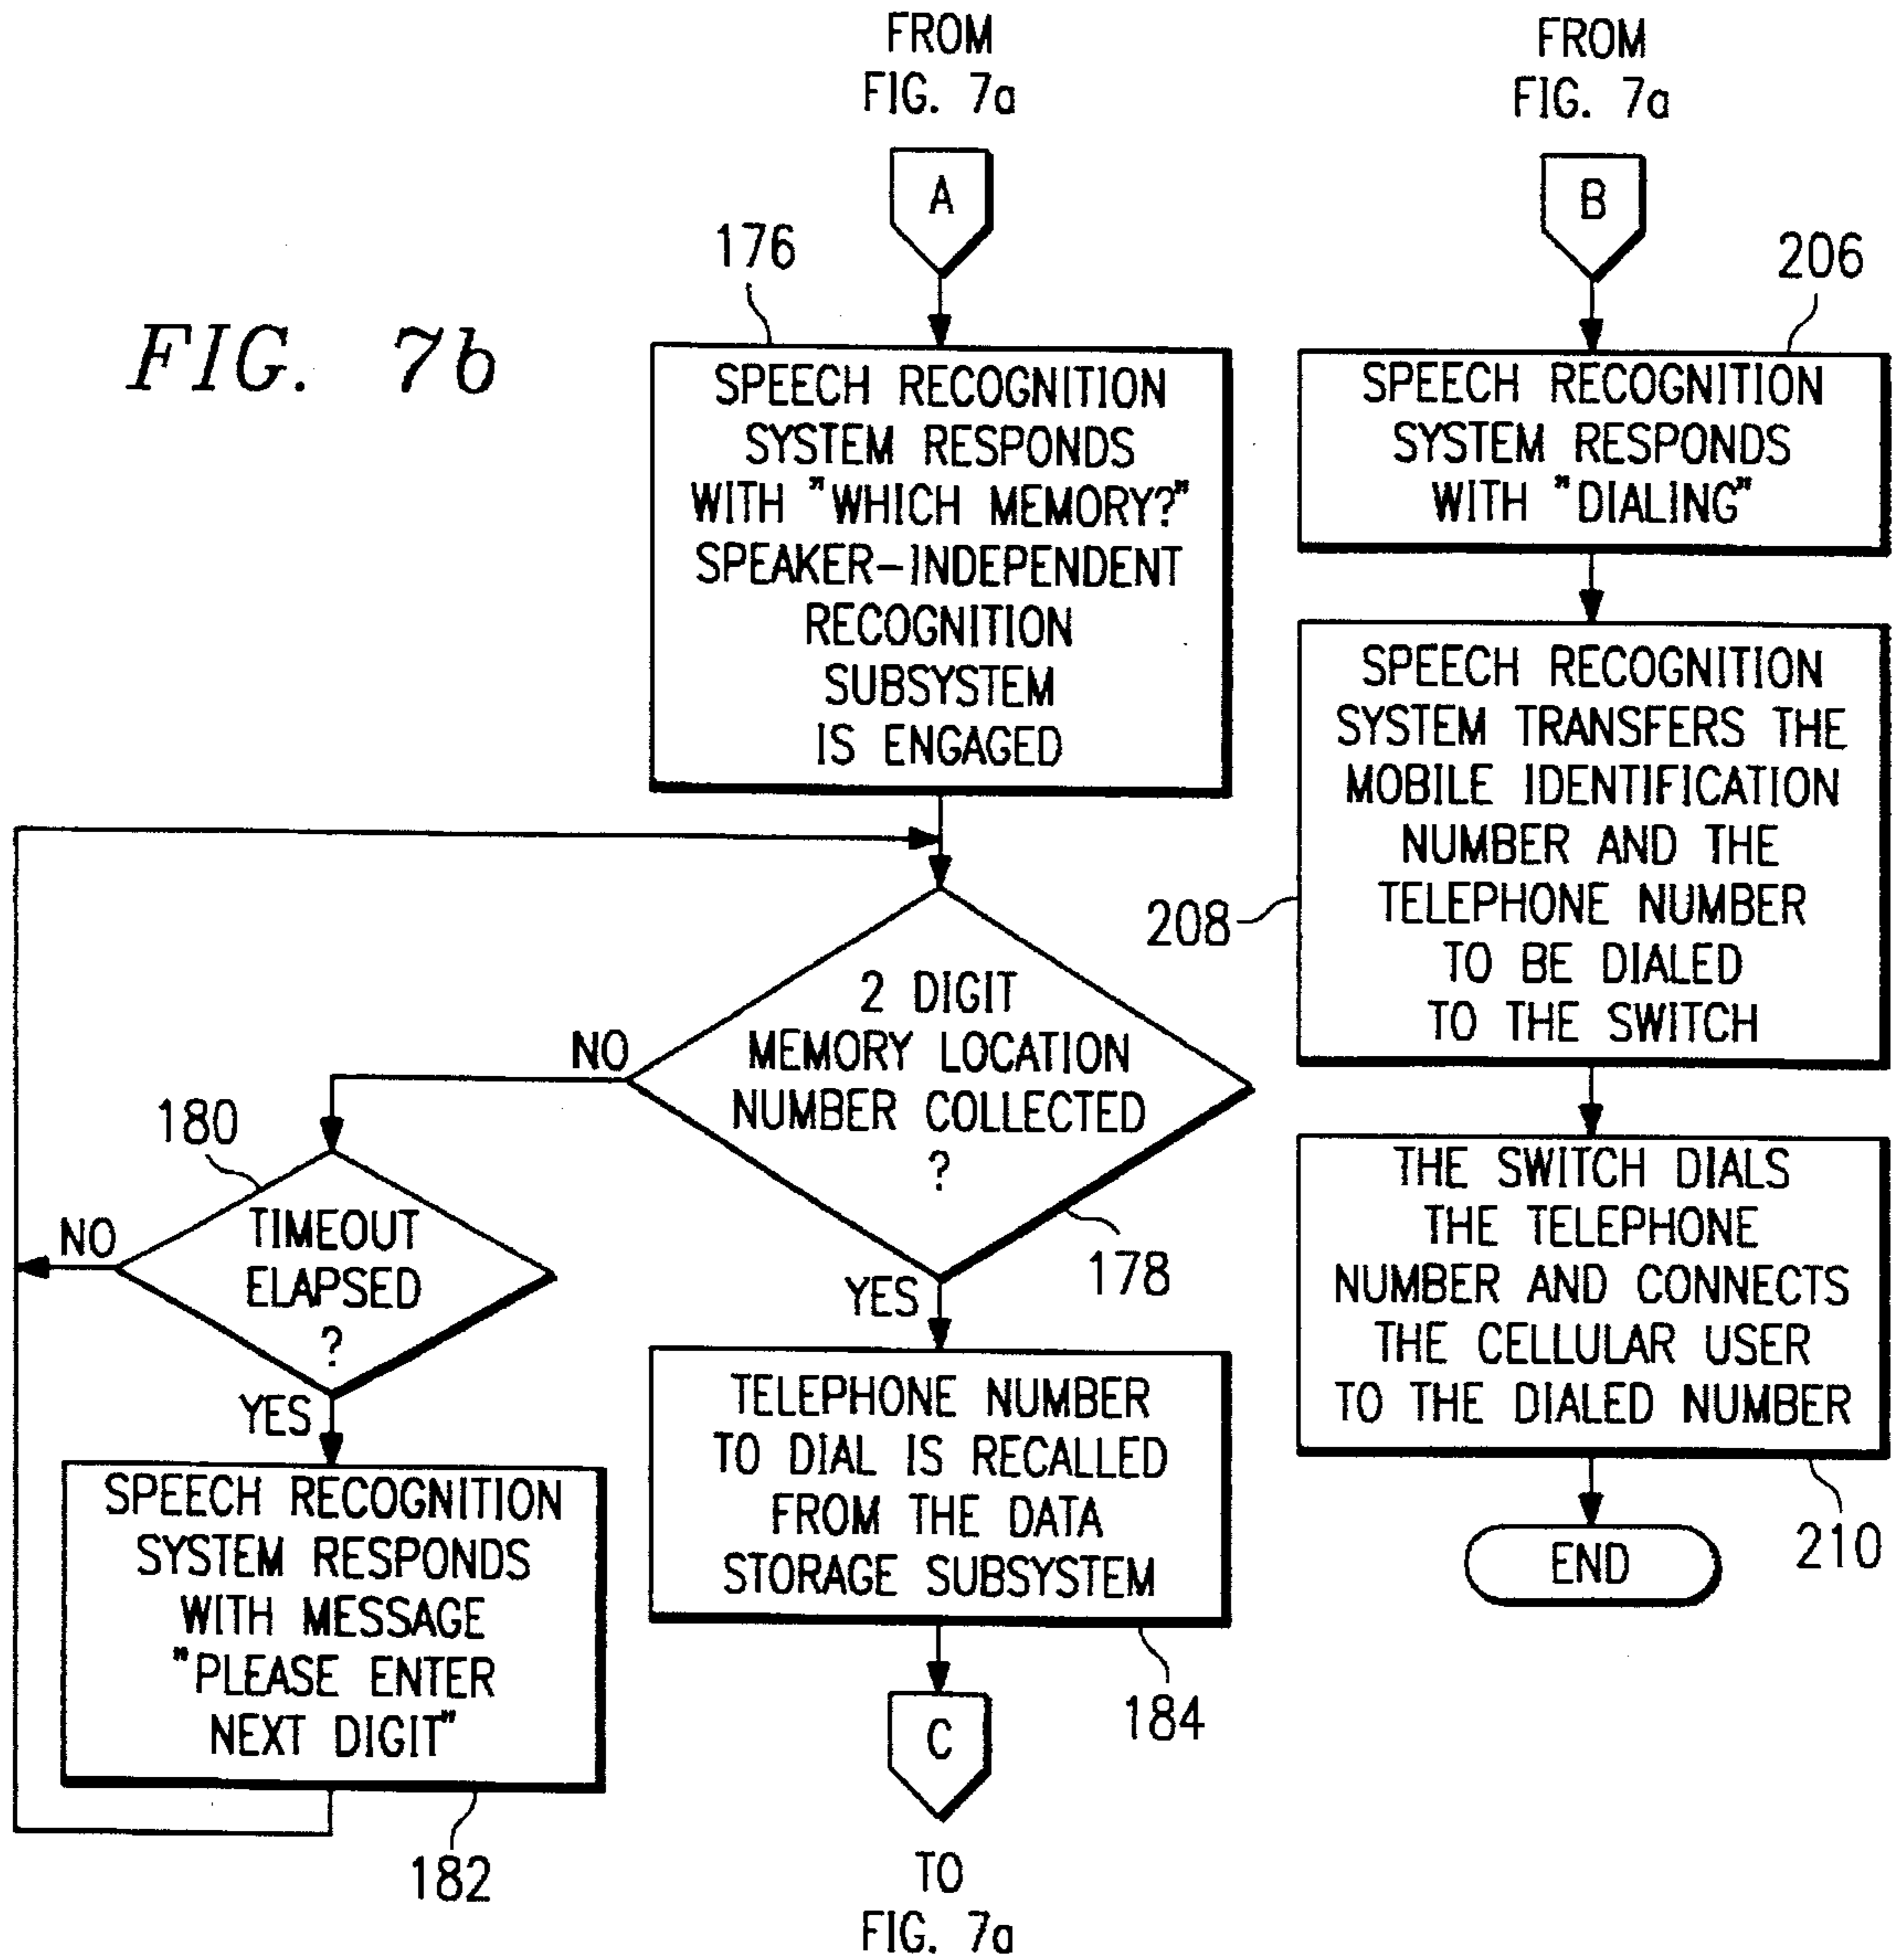 FROM
FIG. 7a
A
FROM
FIG. 7a
B
FIG. 7b
176
SPEECH RECOGNITION
SYSTEM RESPONDS
WITH "WHICH MEMORY?"
SPEAKER-INDEPENDENT
RECOGNITION
SUBSYSTEM
IS ENGAGED
2 DIGIT
MEMORY LOCATION
NUMBER COLLECTED
?
178
NO
180
TIMEOUT
ELAPSED
?
NO
YES
SPEECH RECOGNITION
SYSTEM RESPONDS
WITH MESSAGE
"PLEASE ENTER
NEXT DIGIT"
182
YES
TELEPHONE NUMBER
TO DIAL IS RECALLED
FROM THE DATA
STORAGE SUBSYSTEM
184
C
TO
FIG. 7a
206
SPEECH RECOGNITION
SYSTEM RESPONDS
WITH "DIALING"
208
SPEECH RECOGNITION
SYSTEM TRANSFERS THE
MOBILE IDENTIFICATION
NUMBER AND THE
TELEPHONE NUMBER
TO BE DIALED
TO THE SWITCH
THE SWITCH DIALS
THE TELEPHONE
NUMBER AND CONNECTS
THE CELLULAR USER
TO THE DIALED NUMBER
210
END